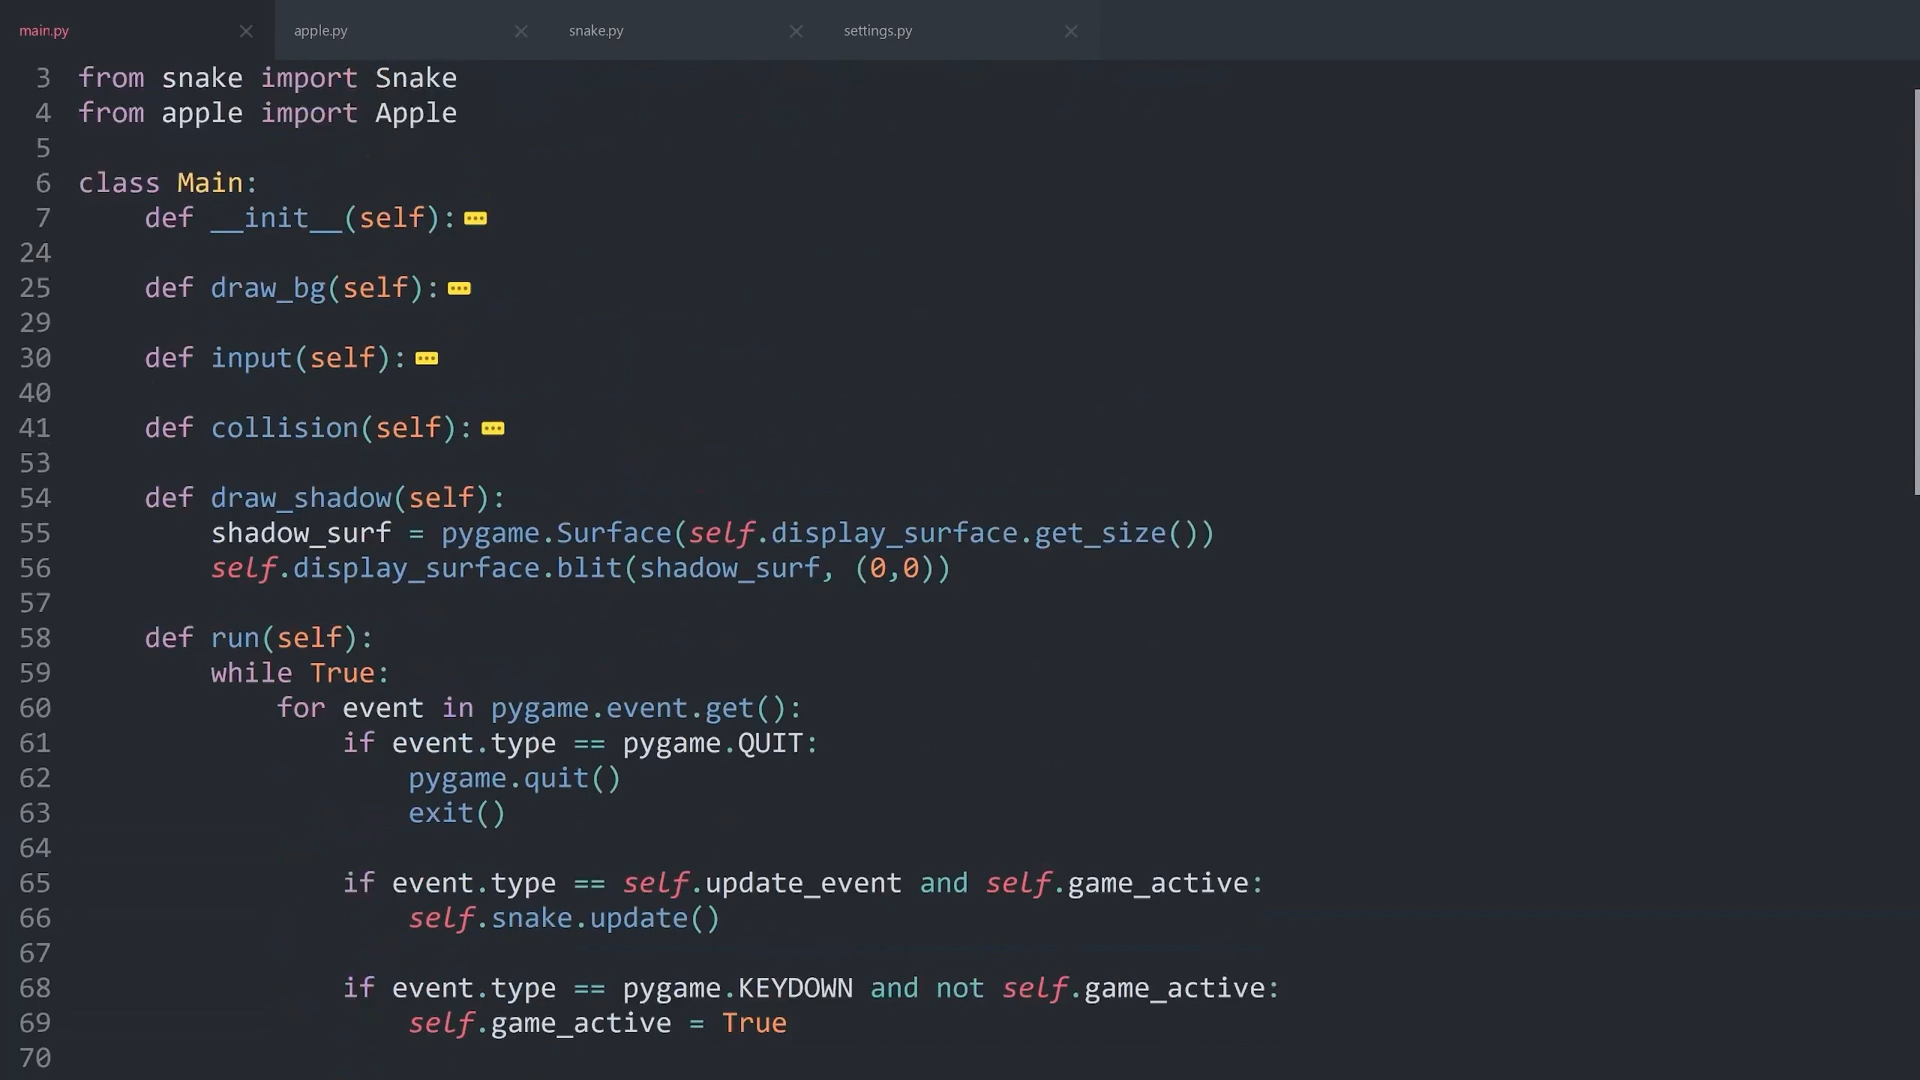 main.py apple.py snake.py settings.py
3 from snake import Snake
4 from apple import Apple
5
6 class Main:
7     def __init__(self):
24
25     def draw_bg(self):
29
30     def input(self):
40
41     def collision(self):
53
54     def draw_shadow(self):
55         shadow_surf = pygame.Surface(self.display_surface.get_size())
56         self.display_surface.blit(shadow_surf, (0,0))
57
58     def run(self):
59         while True:
60             for event in pygame.event.get():
61                 if event.type == pygame.QUIT:
62                     pygame.quit()
63                     exit()
64
65                 if event.type == self.update_event and self.game_active:
66                     self.snake.update()
67
68                 if event.type == pygame.KEYDOWN and not self.game_active:
69                     self.game_active = True
70